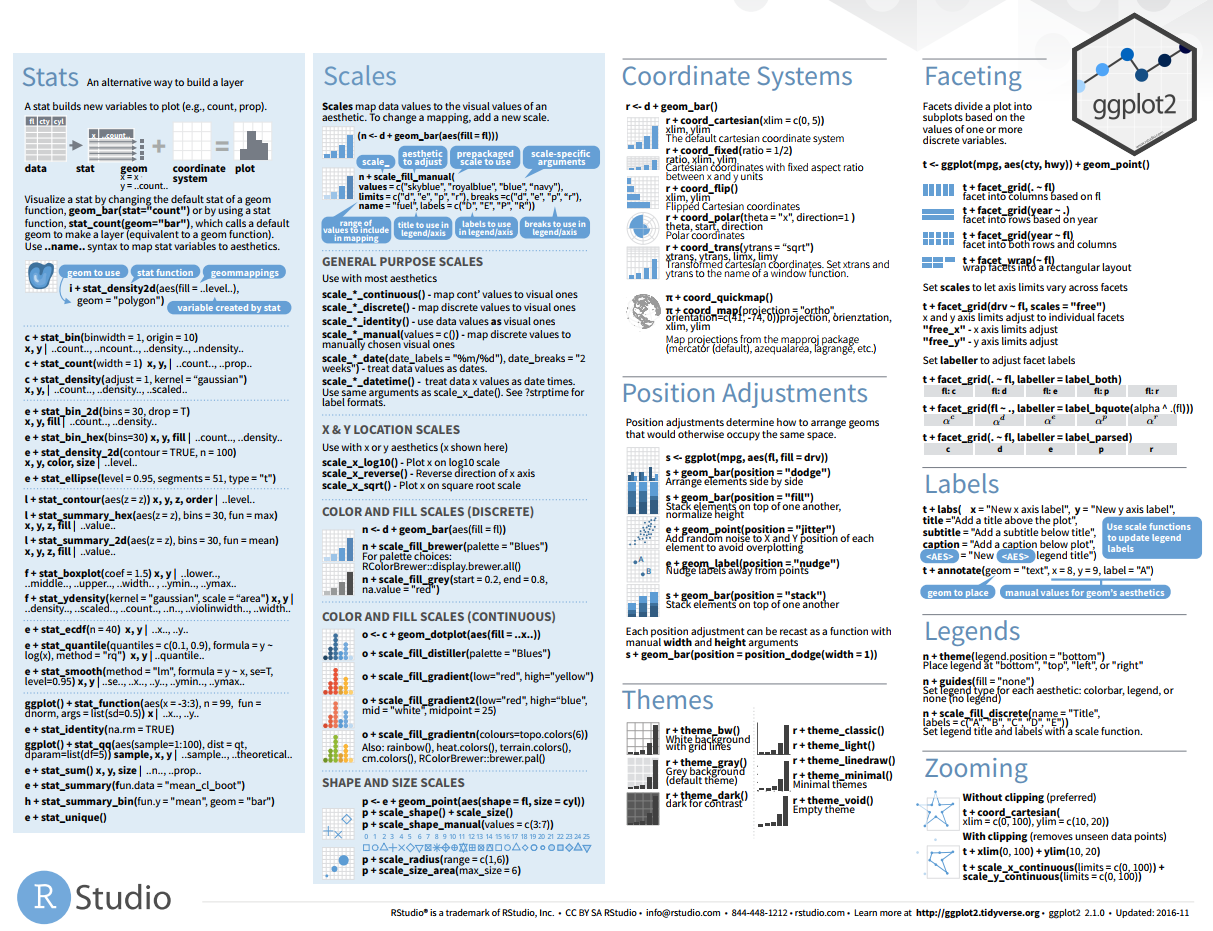 Stats An alternative way to build a layer
A stat builds new variables to plot (e.g., count, prop).
fl cty cyl
x ..count..
+ =
data stat geom coordinate plot
x = x system
y = ..count..
Visualize a stat by changing the default stat of a geom
function, geom_bar(stat="count") or by using a stat
function, stat_count(geom="bar"), which calls a default
geom to make a layer (equivalent to a geom function).
Use ..name.. syntax to map stat variables to aesthetics.
geom to use stat function geommappings
i + stat_density2d(aes(fill = ..level..),
geom = "polygon")
variable created by stat
c + stat_bin(binwidth = 1, origin = 10)
x, y | ..count.., ..ncount.., ..density.., ..ndensity..
c + stat_count(width = 1) x, y, | ..count.., ..prop..
c + stat_density(adjust = 1, kernel = “gaussian")
x, y, | ..count.., ..density.., ..scaled..
e + stat_bin_2d(bins = 30, drop = T)
x, y, fill | ..count.., ..density..
e + stat_bin_hex(bins=30) x, y, fill | ..count.., ..density..
e + stat_density_2d(contour = TRUE, n = 100)
x, y, color, size | ..level..
e + stat_ellipse(level = 0.95, segments = 51, type = "t")
l + stat_contour(aes(z = z)) x, y, z, order | ..level..
l + stat_summary_hex(aes(z = z), bins = 30, fun = max)
x, y, z, fill | ..value..
l + stat_summary_2d(aes(z = z), bins = 30, fun = mean)
x, y, z, fill | ..value..
f + stat_boxplot(coef = 1.5) x, y | ..lower..,
..middle.., ..upper.., ..width.. , ..ymin.., ..ymax..
f + stat_ydensity(kernel = "gaussian", scale = “area") x, y |
..density.., ..scaled.., ..count.., ..n.., ..violinwidth.., ..width..
e + stat_ecdf(n = 40) x, y | ..x.., ..y..
e + stat_quantile(quantiles = c(0.1, 0.9), formula = y ~
log(x), method = "rq") x, y | ..quantile..
e + stat_smooth(method = "lm", formula = y ~ x, se=T,
level=0.95) x, y | ..se.., ..x.., ..y.., ..ymin.., ..ymax..
ggplot() + stat_function(aes(x = -3:3), n = 99, fun =
dnorm, args = list(sd=0.5)) x | ..x.., ..y..
e + stat_identity(na.rm = TRUE)
ggplot() + stat_qq(aes(sample=1:100), dist = qt,
dparam=list(df=5)) sample, x, y | ..sample.., ..theoretical..
e + stat_sum() x, y, size | ..n.., ..prop..
e + stat_summary(fun.data = "mean_cl_boot")
h + stat_summary_bin(fun.y = "mean", geom = "bar")
e + stat_unique()
Scales
Scales map data values to the visual values of an
aesthetic. To change a mapping, add a new scale.
(n <- d + geom_bar(aes(fill = fl)))
scale_ aesthetic to adjust prepackaged scale to use scale-specific arguments
n + scale_fill_manual(
values = c("skyblue", "royalblue", "blue", "navy"),
limits = c("d", "e", "p", "r"), breaks =c("d", "e", "p", “r"),
name = "fuel", labels = c("D", "E", "P", "R"))
range of values to include in mapping title to use in legend/axis labels to use in legend/axis breaks to use in legend/axis
GENERAL PURPOSE SCALES
Use with most aesthetics
scale_*_continuous() - map cont’ values to visual ones
scale_*_discrete() - map discrete values to visual ones
scale_*_identity() - use data values as visual ones
scale_*_manual(values = c()) - map discrete values to
manually chosen visual ones
scale_*_date(date_labels = "%m/%d"), date_breaks = "2
weeks") - treat data values as dates.
scale_*_datetime() - treat data x values as date times.
Use same arguments as scale_x_date(). See ?strptime for
label formats.
X & Y LOCATION SCALES
Use with x or y aesthetics (x shown here)
scale_x_log10() - Plot x on log10 scale
scale_x_reverse() - Reverse direction of x axis
scale_x_sqrt() - Plot x on square root scale
COLOR AND FILL SCALES (DISCRETE)
n <- d + geom_bar(aes(fill = fl))
n + scale_fill_brewer(palette = "Blues")
For palette choices:
RColorBrewer::display.brewer.all()
n + scale_fill_grey(start = 0.2, end = 0.8,
na.value = "red")
COLOR AND FILL SCALES (CONTINUOUS)
o <- c + geom_dotplot(aes(fill = ..x..))
o + scale_fill_distiller(palette = "Blues")
o + scale_fill_gradient(low="red", high="yellow")
o + scale_fill_gradient2(low="red", high=“blue",
mid = "white", midpoint = 25)
o + scale_fill_gradientn(colours=topo.colors(6))
Also: rainbow(), heat.colors(), terrain.colors(),
cm.colors(), RColorBrewer::brewer.pal()
SHAPE AND SIZE SCALES
p <- e + geom_point(aes(shape = fl, size = cyl))
p + scale_shape() + scale_size()
p + scale_shape_manual(values = c(3:7))
0 1 2 3 4 5 6 7 8 9 10 11 12 13 14 15 16 17 18 19 20 21 22 23 24 25
p + scale_radius(range = c(1,6))
p + scale_size_area(max_size = 6)
Coordinate Systems
r <- d + geom_bar()
r + coord_cartesian(xlim = c(0, 5))
xlim, ylim
The default cartesian coordinate system
r + coord_fixed(ratio = 1/2)
ratio, xlim, ylim
Cartesian coordinates with fixed aspect ratio
between x and y units
r + coord_flip()
xlim, ylim
Flipped Cartesian coordinates
r + coord_polar(theta = "x", direction=1 )
theta, start, direction
Polar coordinates
r + coord_trans(ytrans = “sqrt")
xtrans, ytrans, limx, limy
Transformed cartesian coordinates. Set xtrans and
ytrans to the name of a window function.
π + coord_quickmap()
π + coord_map(projection = "ortho",
orientation=c(41, -74, 0))projection, orienztation,
xlim, ylim
Map projections from the mapproj package
(mercator (default), azequalarea, lagrange, etc.)
Position Adjustments
Position adjustments determine how to arrange geoms
that would otherwise occupy the same space.
s <- ggplot(mpg, aes(fl, fill = drv))
s + geom_bar(position = "dodge")
Arrange elements side by side
s + geom_bar(position = "fill")
Stack elements on top of one another,
normalize height
e + geom_point(position = "jitter")
Add random noise to X and Y position of each
element to avoid overplotting
A
B
e + geom_label(position = "nudge")
Nudge labels away from points
s + geom_bar(position = "stack")
Stack elements on top of one another
Each position adjustment can be recast as a function with
manual width and height arguments
s + geom_bar(position = position_dodge(width = 1))
Themes
r + theme_bw()
White background
with grid lines
r + theme_gray()
Grey background
(default theme)
r + theme_dark()
dark for contrast
r + theme_classic()
r + theme_light()
r + theme_linedraw()
r + theme_minimal()
Minimal themes
r + theme_void()
Empty theme
ggplot2
Faceting
Facets divide a plot into
subplots based on the
values of one or more
discrete variables.
t <- ggplot(mpg, aes(cty, hwy)) + geom_point()
t + facet_grid(. ~ fl)
facet into columns based on fl
t + facet_grid(year ~ .)
facet into rows based on year
t + facet_grid(year ~ fl)
facet into both rows and columns
t + facet_wrap(~ fl)
wrap facets into a rectangular layout
Set scales to let axis limits vary across facets
t + facet_grid(drv ~ fl, scales = "free")
x and y axis limits adjust to individual facets
"free_x" - x axis limits adjust
"free_y" - y axis limits adjust
Set labeller to adjust facet labels
t + facet_grid(. ~ fl, labeller = label_both)
fl: c fl: d fl: e fl: p fl: r
t + facet_grid(fl ~ ., labeller = label_bquote(alpha ^ .(fl)))
αᶜ αᵈ αᵉ αᵖ αʳ
t + facet_grid(. ~ fl, labeller = label_parsed)
c d e p r
Labels
t + labs( x = "New x axis label", y = "New y axis label",
title ="Add a title above the plot",
subtitle = "Add a subtitle below title",
caption = "Add a caption below plot",
<AES> = "New <AES> legend title")
Use scale functions
to update legend
labels
t + annotate(geom = "text", x = 8, y = 9, label = "A")
geom to place manual values for geom’s aesthetics
Legends
n + theme(legend.position = "bottom")
Place legend at "bottom", "top", "left", or "right"
n + guides(fill = "none")
Set legend type for each aesthetic: colorbar, legend, or
none (no legend)
n + scale_fill_discrete(name = "Title",
labels = c("A", "B", "C", "D", "E"))
Set legend title and labels with a scale function.
Zooming
Without clipping (preferred)
t + coord_cartesian(
xlim = c(0, 100), ylim = c(10, 20))
With clipping (removes unseen data points)
t + xlim(0, 100) + ylim(10, 20)
t + scale_x_continuous(limits = c(0, 100)) +
scale_y_continuous(limits = c(0, 100))
R Studio
RStudio® is a trademark of RStudio, Inc. • CC BY SA RStudio • info@rstudio.com • 844-448-1212 • rstudio.com • Learn more at http://ggplot2.tidyverse.org • ggplot2 2.1.0 • Updated: 2016-11